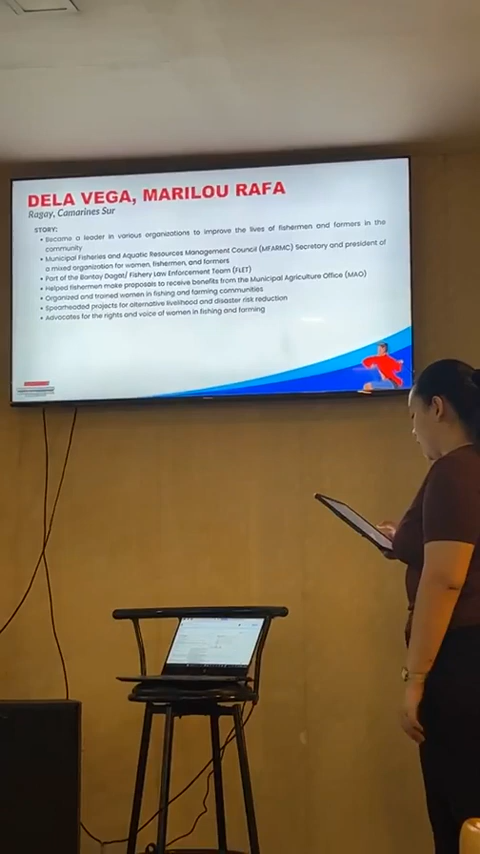 DELA VEGA, MARILOU RAFA
Ragay, Camarines Sur
STORY:
• Became a leader in various organizations to improve the lives of fishermen and farmers in the
community
• Municipal Fisheries and Aquatic Resources Management Council (MFARMC) Secretary and president of
a mixed organization for women, fishermen, and farmers
• Part of the Bantay Dagat/ Fishery Law Enforcement Team (FLET)
• Helped fishermen make proposals to receive benefits from the Municipal Agriculture Office (MAO)
• Organized and trained women in fishing and farming communities
• Spearheaded projects for alternative livelihood and disaster risk reduction
• Advocates for the rights and voice of women in fishing and farming